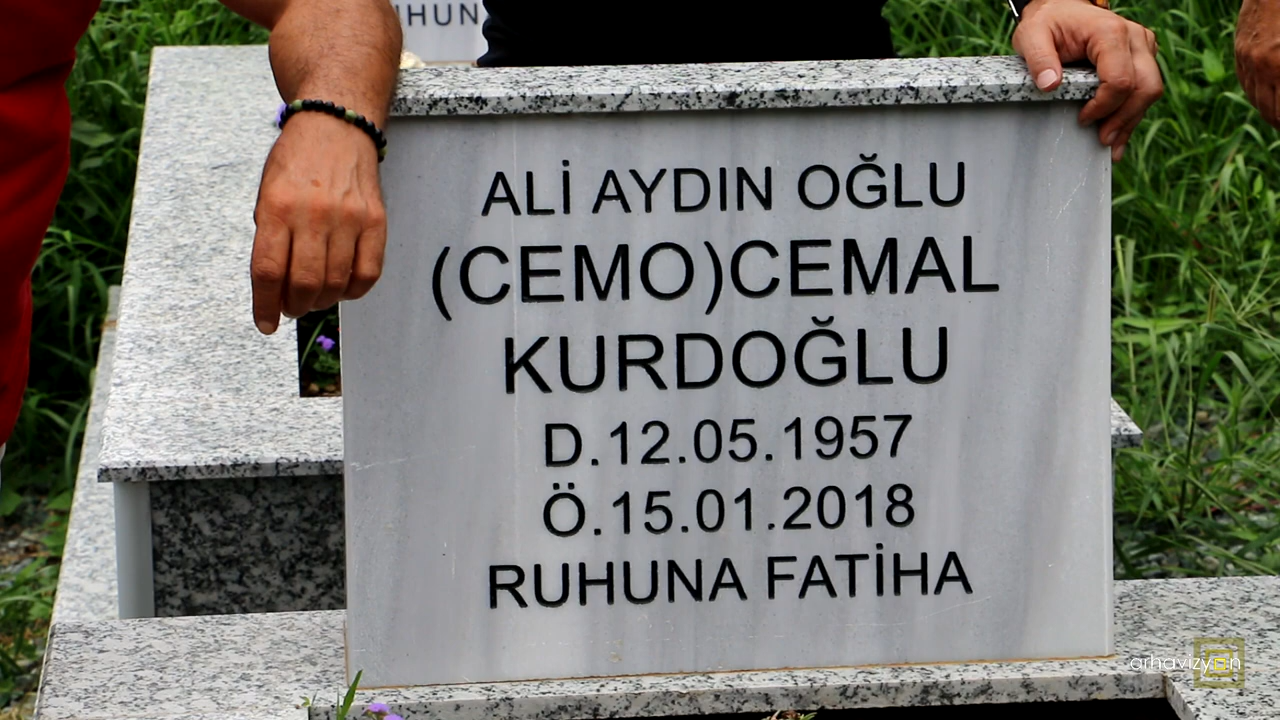 ALİ AYDIN OĞLU
(CEMO)CEMAL
KURDOĞLU
D.12.05.1957
Ö.15.01.2018
RUHUNA FATİHA
arhavizyon